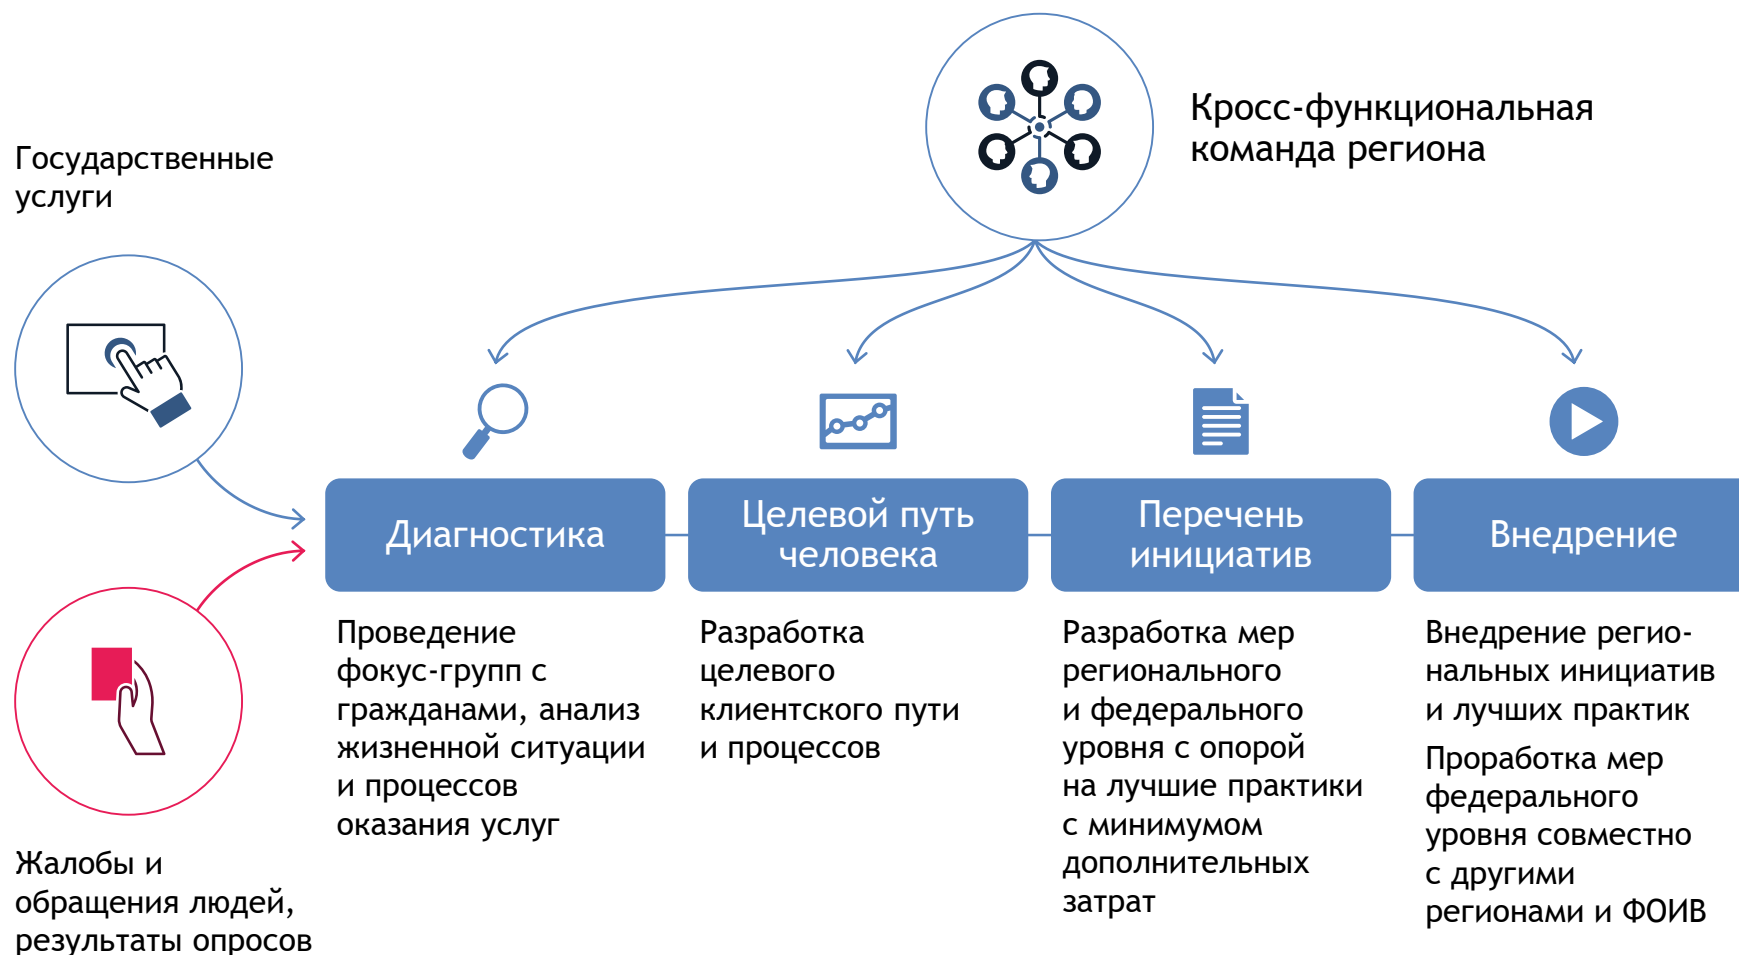 Кросс-функциональная
команда региона
Государственные
услуги
Жалобы и
обращения людей,
результаты опросов
Диагностика
Проведение
фокус-групп с
гражданами, анализ
жизненной ситуации
и процессов
оказания услуг
Целевой путь
человека
Разработка
целевого
клиентского пути
и процессов
Перечень
инициатив
Разработка мер
регионального
и федерального
уровня с опорой
на лучшие практики
с минимумом
дополнительных
затрат
Внедрение
Внедрение регио-
нальных инициатив
и лучших практик
Проработка мер
федерального
уровня совместно
с другими
регионами и ФОИВ